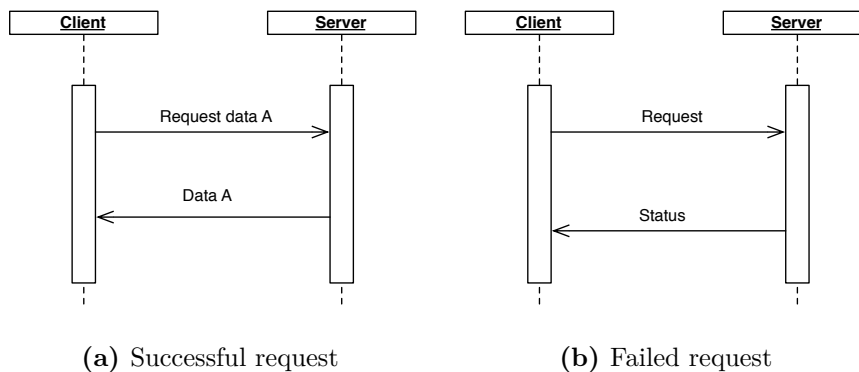 Client Server Client Server
Request data A Request
Data A Status
(a) Successful request (b) Failed request